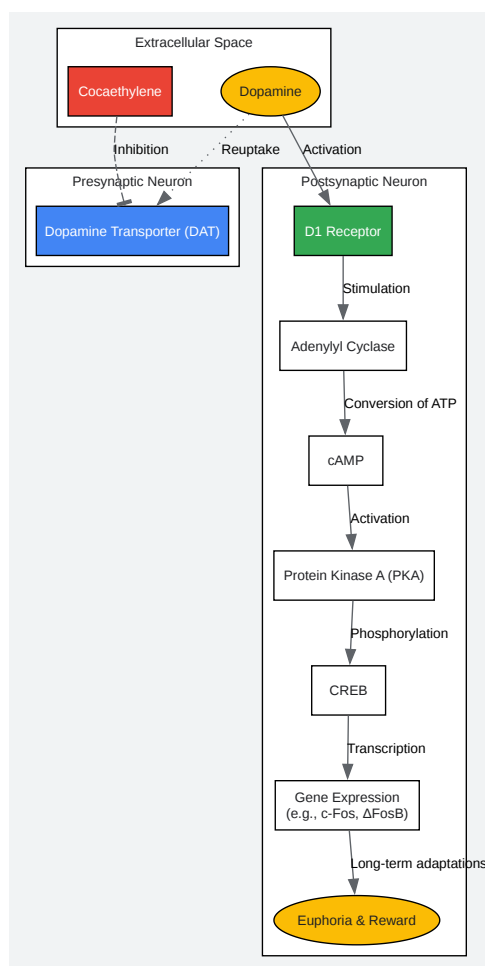 Extracellular Space
Cocaethylene
Dopamine
Inhibition
Reuptake
Activation
Presynaptic Neuron
Postsynaptic Neuron
Dopamine Transporter (DAT)
D1 Receptor
Stimulation
Adenylyl Cyclase
Conversion of ATP
cAMP
Activation
Protein Kinase A (PKA)
Phosphorylation
CREB
Transcription
Gene Expression
(e.g., c-Fos, ΔFosB)
Long-term adaptations
Euphoria & Reward